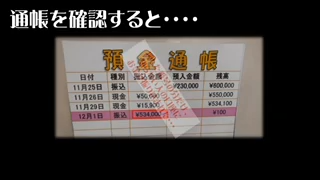 通帳を確認すると・・・・
預金通帳
日付 種別 振込金額 預入金額 残高
11月25日 振込 ¥230,000 ¥600,000
11月26日 現金 ¥50,000 ¥550,000
11月29日 現金 ¥15,900 ¥534,100
12月1日 振込 ¥534,000 ¥100